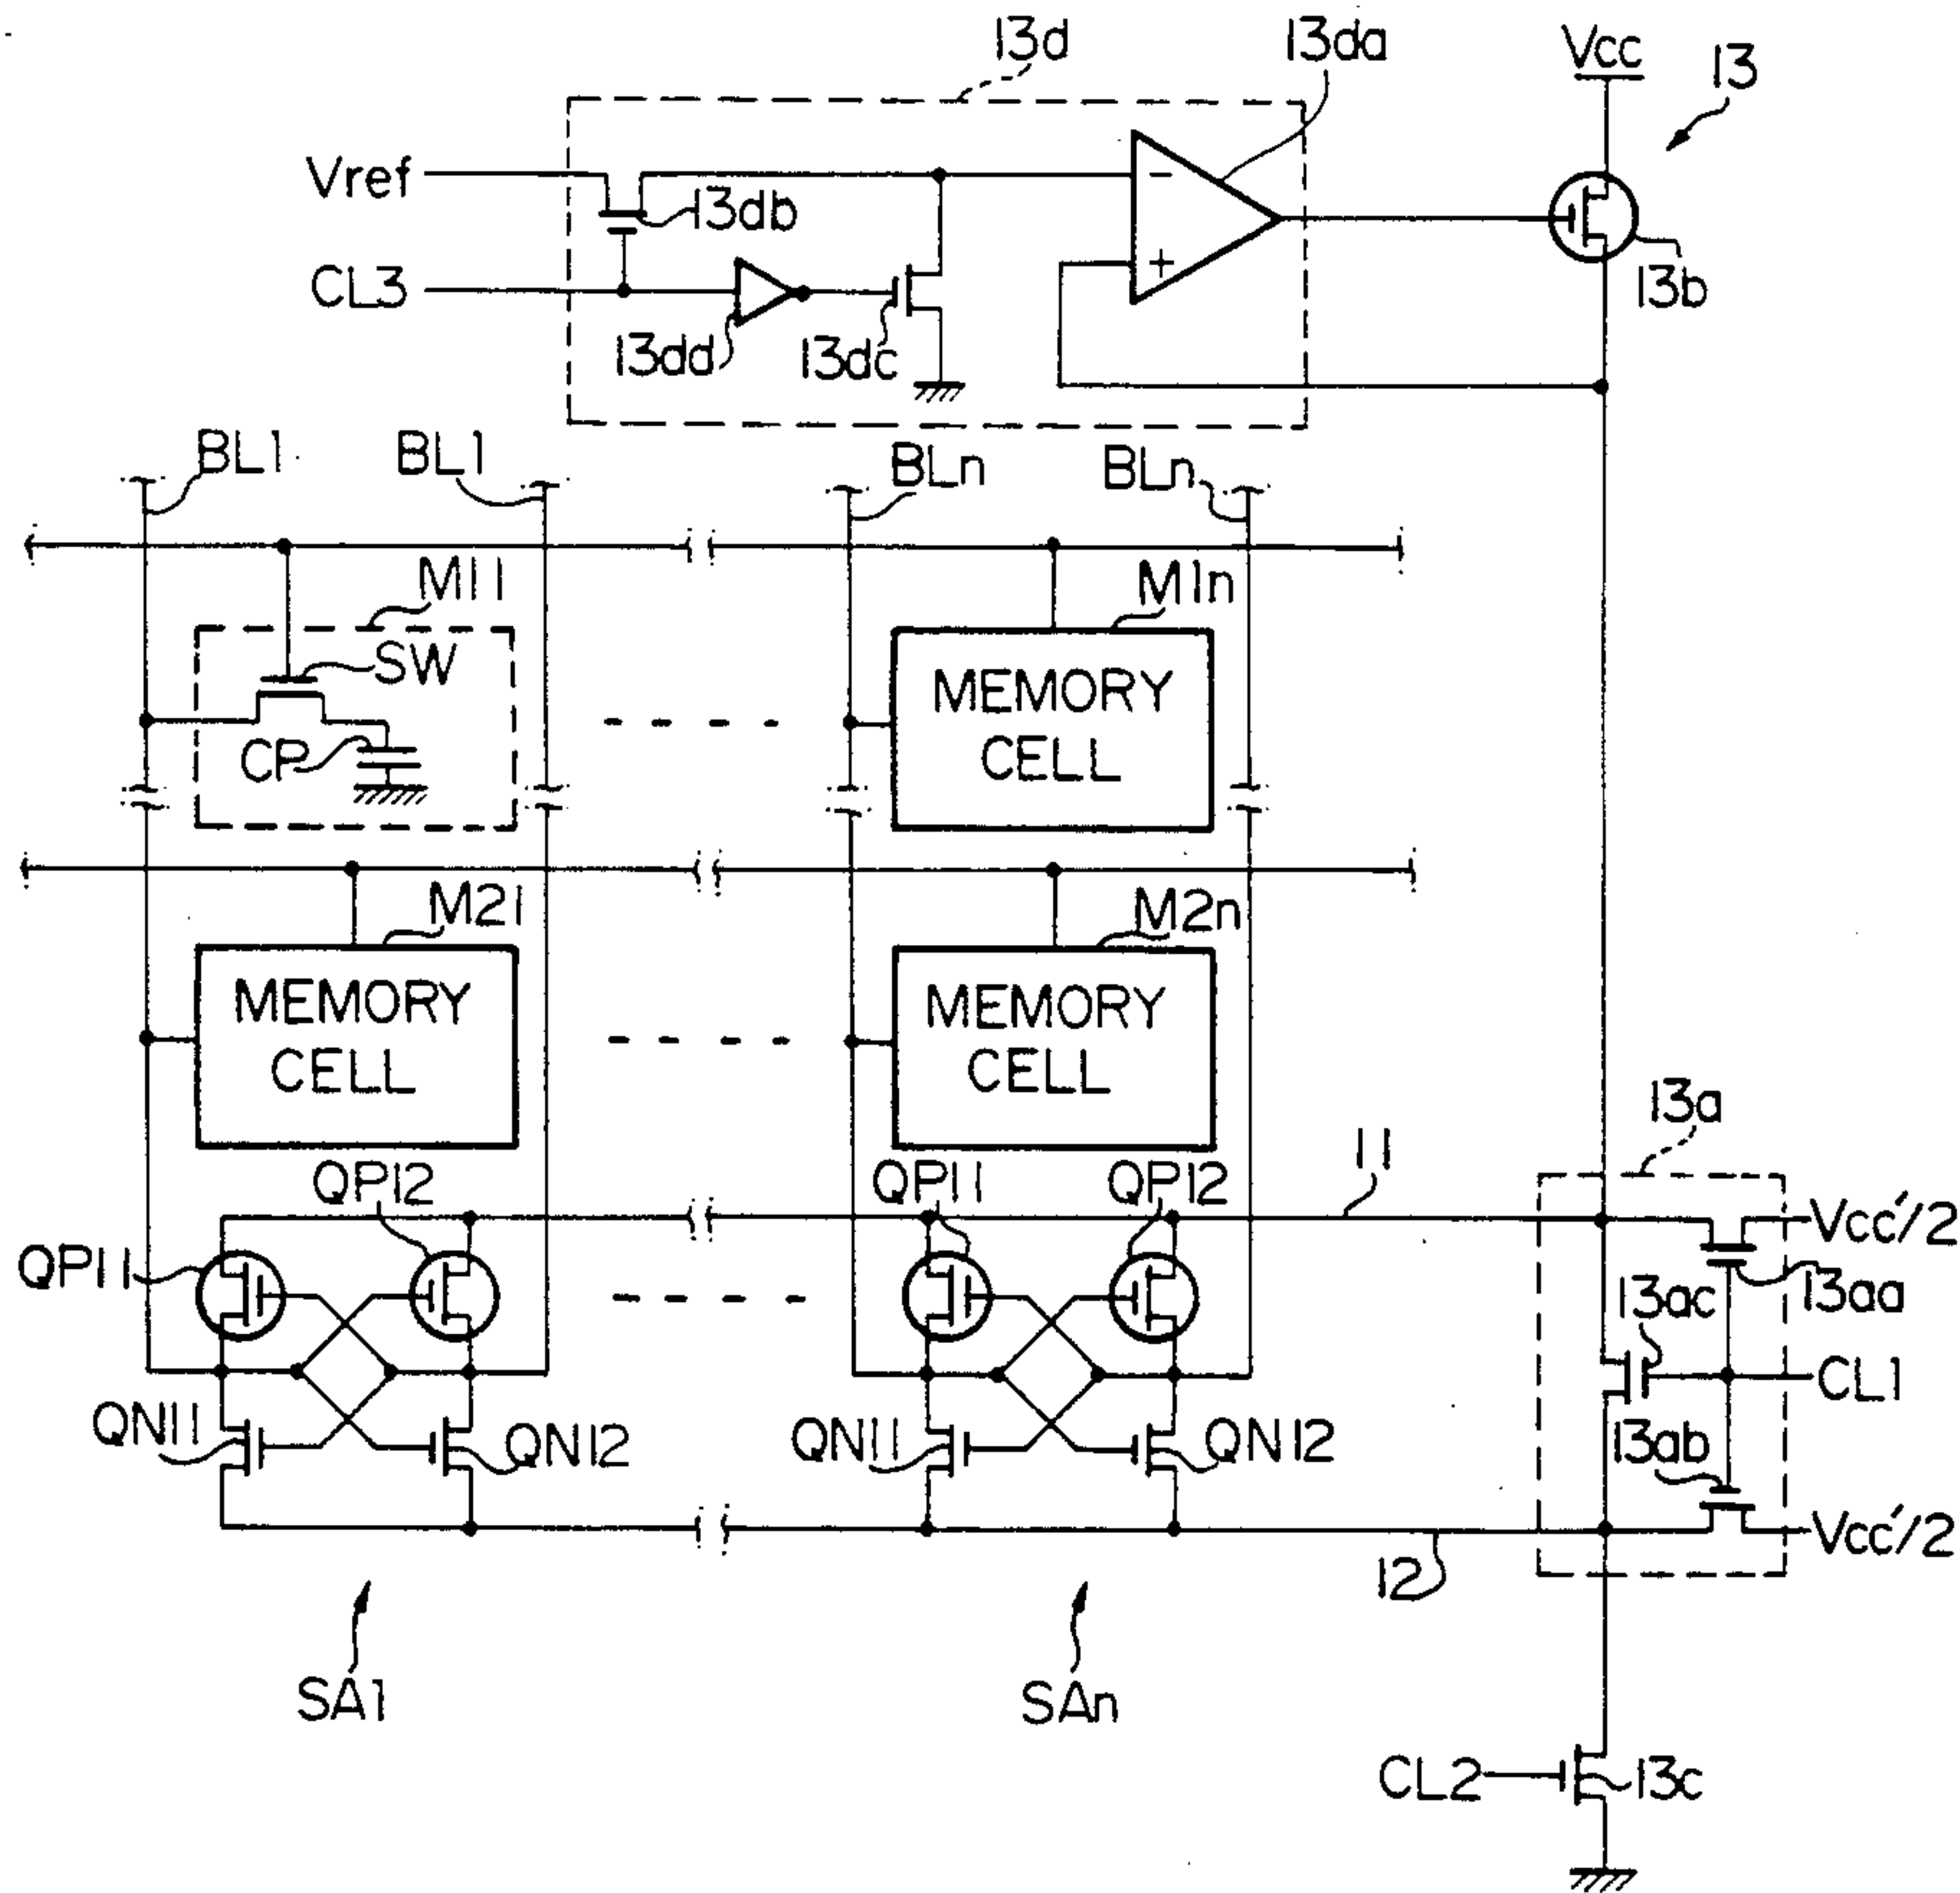 13d
13da
Vcc
13
Vref
13db
CL3
13dd
13dc
−
+
13b
BL1
BL1
BLn
BLn
M11
SW
CP
M1n
MEMORY
CELL
M21
MEMORY
CELL
M2n
MEMORY
CELL
13a
11
QP11
QP12
QP11
QP12
Vcc'/2
13aa
13ac
CL1
13ab
QN11
QN12
QN11
QN12
12
Vcc'/2
SA1
SAn
CL2
13c